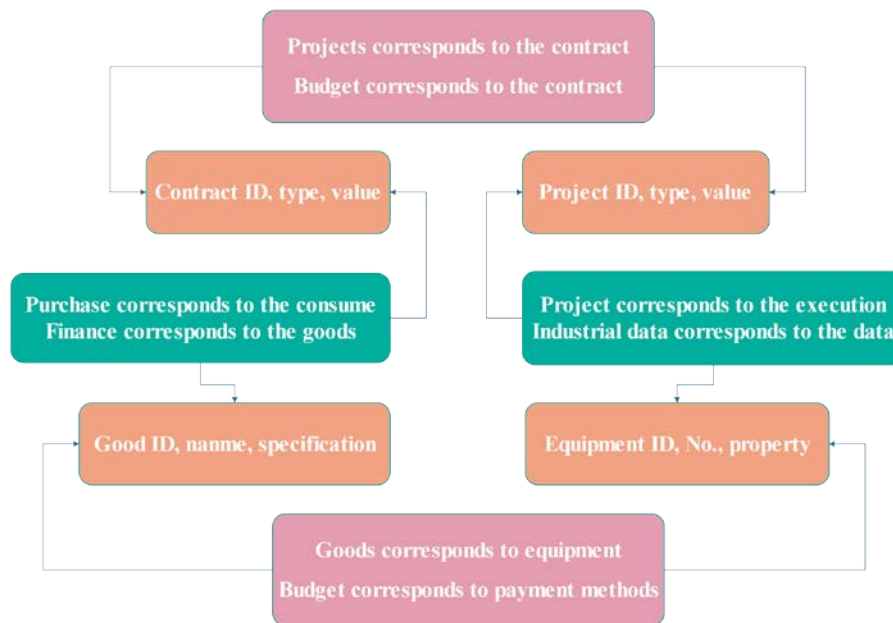 Projects corresponds to the contract
Budget corresponds to the contract
Contract ID, type, value
Project ID, type, value
Purchase corresponds to the consume
Finance corresponds to the goods
Project corresponds to the execution
Industrial data corresponds to the data
Good ID, nanme, specification
Equipment ID, No., property
Goods corresponds to equipment
Budget corresponds to payment methods